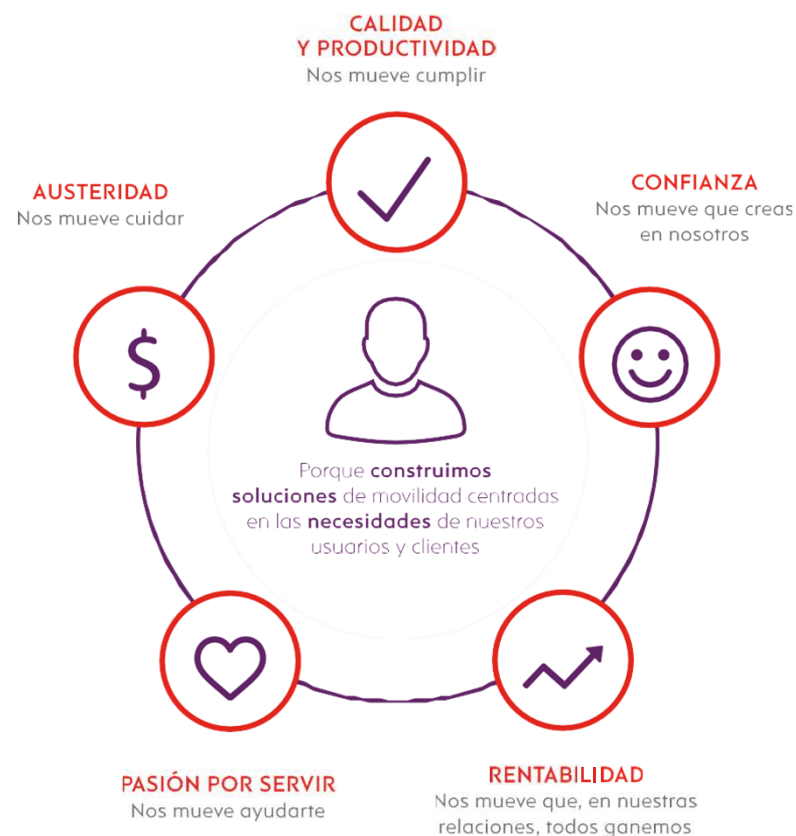 CALIDAD
Y PRODUCTIVIDAD
Nos mueve cumplir
AUSTERIDAD
Nos mueve cuidar
CONFIANZA
Nos mueve que creas
en nosotros
$
Porque construimos
soluciones de movilidad centradas
en las necesidades de nuestros
usuarios y clientes
PASIÓN POR SERVIR
Nos mueve ayudarte
RENTABILIDAD
Nos mueve que, en nuestras
relaciones, todos ganemos